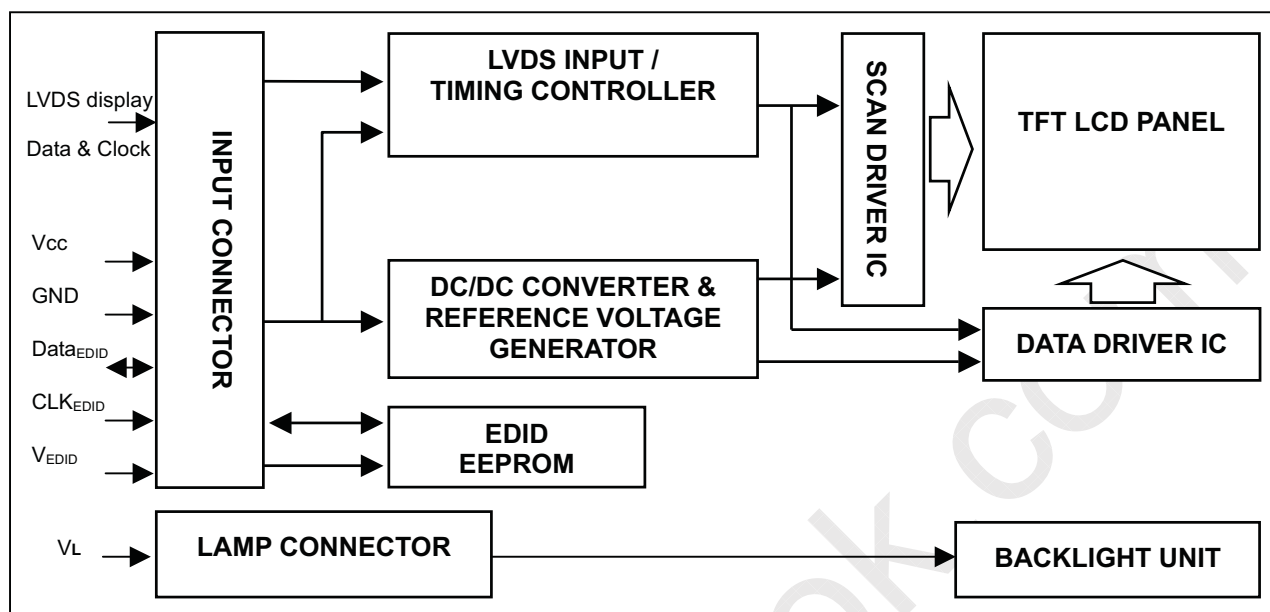 LVDS display
Data & Clock
Vcc
GND
DataEDID
CLKEDID
VEDID
VL
INPUT CONNECTOR
LVDS INPUT /
TIMING CONTROLLER
DC/DC CONVERTER &
REFERENCE VOLTAGE
GENERATOR
EDID
EEPROM
SCAN DRIVER IC
TFT LCD PANEL
DATA DRIVER IC
LAMP CONNECTOR
BACKLIGHT UNIT